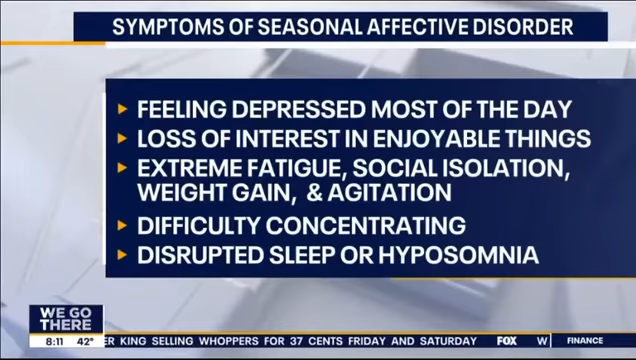 SYMPTOMS OF SEASONAL AFFECTIVE DISORDER
FEELING DEPRESSED MOST OF THE DAY
LOSS OF INTEREST IN ENJOYABLE THINGS
EXTREME FATIGUE, SOCIAL ISOLATION,
WEIGHT GAIN, & AGITATION
DIFFICULTY CONCENTRATING
DISRUPTED SLEEP OR HYPOSOMNIA
WE GO
THERE
8:11 42° ER KING SELLING WHOPPERS FOR 37 CENTS FRIDAY AND SATURDAY FOX W FINANCE